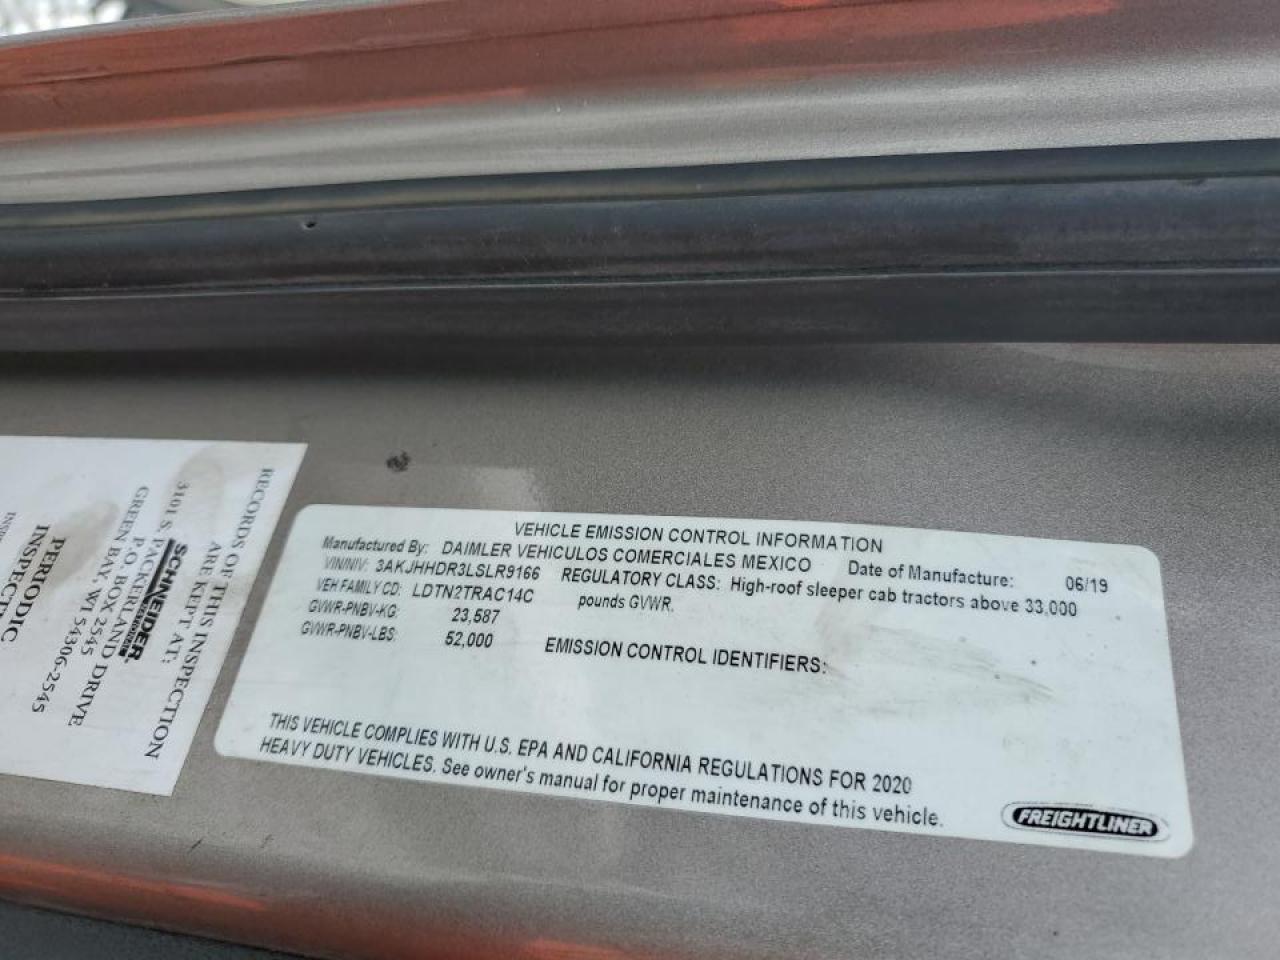 VEHICLE EMISSION CONTROL INFORMATION
Manufactured By: DAIMLER VEHICULOS COMERCIALES MEXICO Date of Manufacture: 06/19
VIN/NIV: 3AKJHHDR3LSLR9166 REGULATORY CLASS: High-roof sleeper cab tractors above 33,000
VEH FAMILY CD: LDTN2TRAC14C pounds GVWR.
GVWR-PNBV-KG: 23,587
GVWR-PNBV-LBS: 52,000 EMISSION CONTROL IDENTIFIERS:
THIS VEHICLE COMPLIES WITH U.S. EPA AND CALIFORNIA REGULATIONS FOR 2020
HEAVY DUTY VEHICLES. See owner's manual for proper maintenance of this vehicle.
FREIGHTLINER
RECORDS OF THIS INSPECTION
ARE KEPT AT:
SCHNEIDER
3101 S. PACKERLAND DRIVE
P.O. BOX 2545
GREEN BAY, WI 54306-2545
PERIODIC